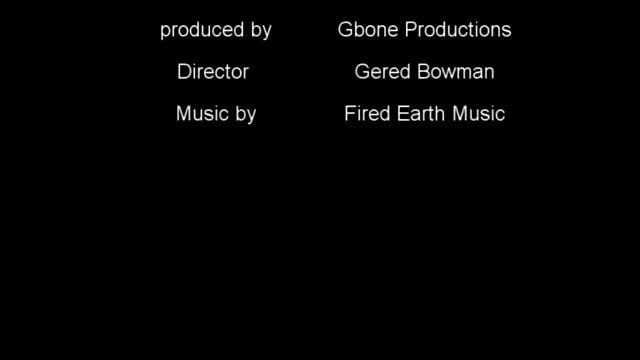 produced by Gbone Productions
Director Gered Bowman
Music by Fired Earth Music